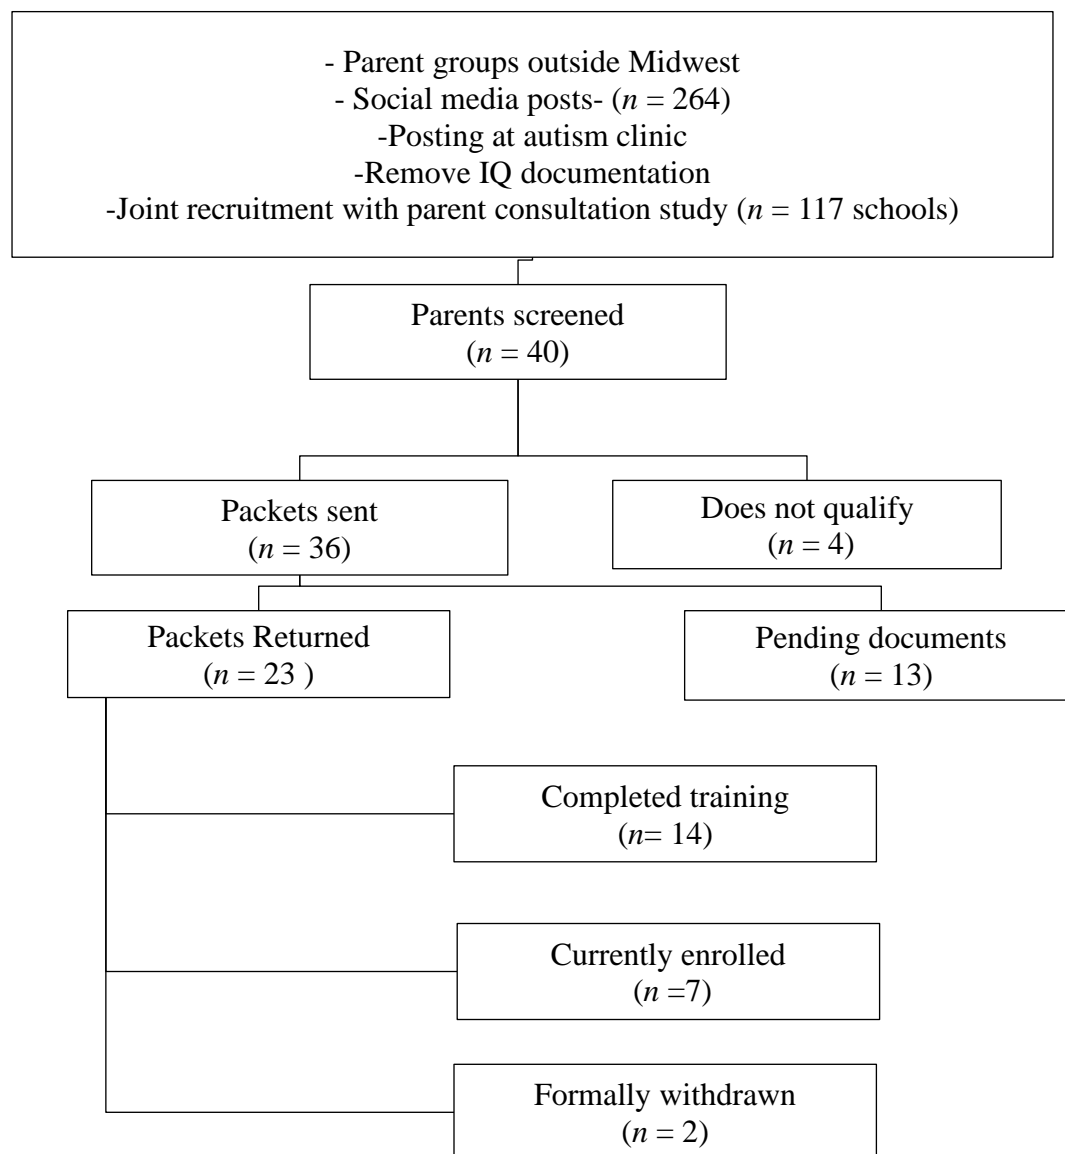 - Parent groups outside Midwest
- Social media posts- (n = 264)
-Posting at autism clinic
-Remove IQ documentation
-Joint recruitment with parent consultation study (n = 117 schools)
Parents screened
(n = 40)
Packets sent
(n = 36)
Does not qualify
(n = 4)
Packets Returned
(n = 23 )
Pending documents
(n = 13)
Completed training
(n= 14)
Currently enrolled
(n =7)
Formally withdrawn
(n = 2)